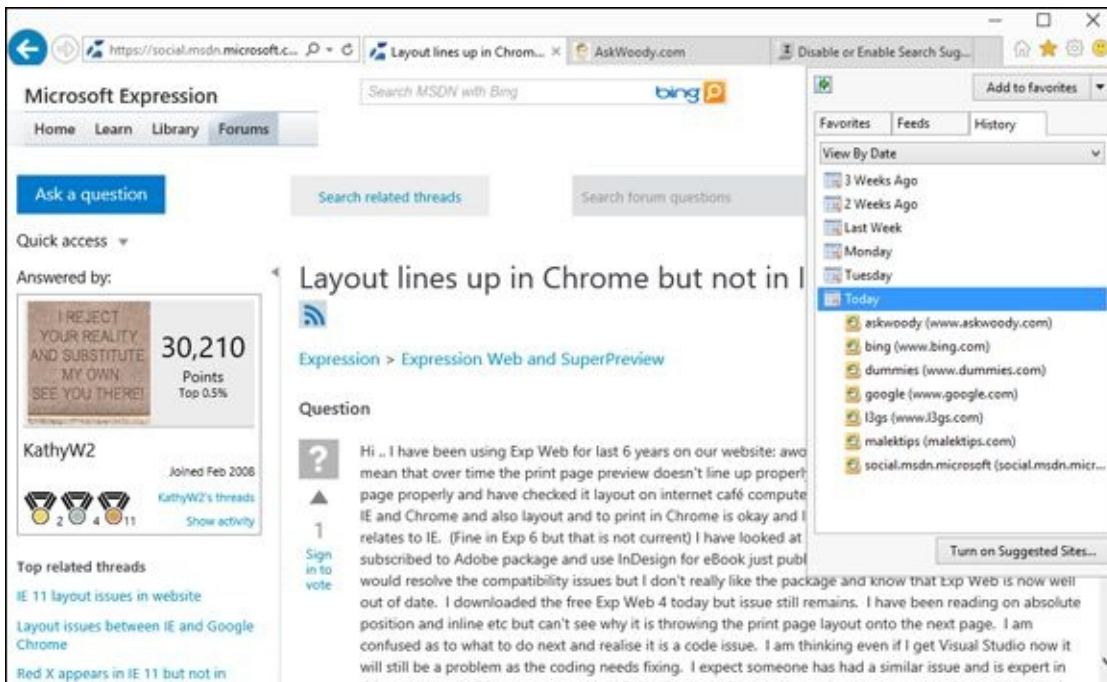 https://social.msdn.microsoft.c...
Layout lines up in Chrom...
AskWoody.com
Disable or Enable Search Sug...
Microsoft Expression
Search MSDN with Bing
bing
Home Learn Library Forums
Ask a question
Search related threads
Search forum questions
Quick access
Answered by:
I REJECT
YOUR REALITY
AND SUBSTITUTE
MY OWN.
SEE YOU THERE!
30,210
Points
Top 0.5%
KathyW2
Joined Feb 2008
KathyW2's threads
2 4 11
Show activity
Top related threads
IE 11 layout issues in website
Layout issues between IE and Google
Chrome
Red X appears in IE 11 but not in
Layout lines up in Chrome but not in I
Expression > Expression Web and SuperPreview
Question
?
1
Sign
in to
vote
Hi .. I have been using Exp Web for last 6 years on our website: awo
mean that over time the print page preview doesn't line up properl
page properly and have checked it layout on internet café compute
IE and Chrome and also layout and to print in Chrome is okay and I
relates to IE. (Fine in Exp 6 but that is not current) I have looked at
subscribed to Adobe package and use InDesign for eBook just publ
would resolve the compatibility issues but I don't really like the package and know that Exp Web is now well
out of date. I downloaded the free Exp Web 4 today but issue still remains. I have been reading on absolute
position and inline etc but can't see why it is throwing the print page layout onto the next page. I am
confused as to what to do next and realise it is a code issue. I am thinking even if I get Visual Studio now it
will still be a problem as the coding needs fixing. I expect someone has had a similar issue and is expert in
Add to favorites
Favorites Feeds History
View By Date
3 Weeks Ago
2 Weeks Ago
Last Week
Monday
Tuesday
Today
askwoody (www.askwoody.com)
bing (www.bing.com)
dummies (www.dummies.com)
google (www.google.com)
l3gs (www.l3gs.com)
malektips (malektips.com)
social.msdn.microsoft (social.msdn.micr...
Turn on Suggested Sites...